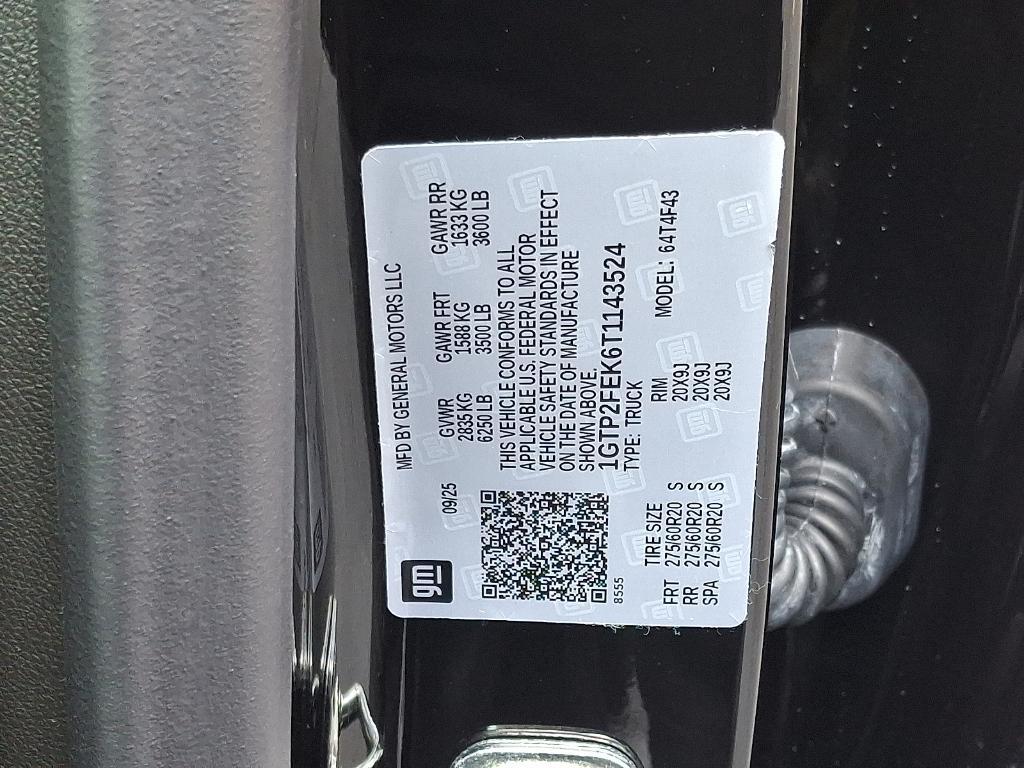 gm
09/25
MFD BY GENERAL MOTORS LLC
GVWR GAWR FRT GAWR RR
2835 KG 1588 KG 1633 KG
6250 LB 3500 LB 3600 LB
THIS VEHICLE CONFORMS TO ALL
APPLICABLE U.S. FEDERAL MOTOR
VEHICLE SAFETY STANDARDS IN EFFECT
ON THE DATE OF MANUFACTURE
SHOWN ABOVE.
1GTP2FEK6T1143524
8555
TYPE: TRUCK
TIRE SIZE RIM MODEL: 64T4F43
FRT 275/60R20 S 20X9J
RR 275/60R20 S 20X9J
SPA 275/60R20 S 20X9J